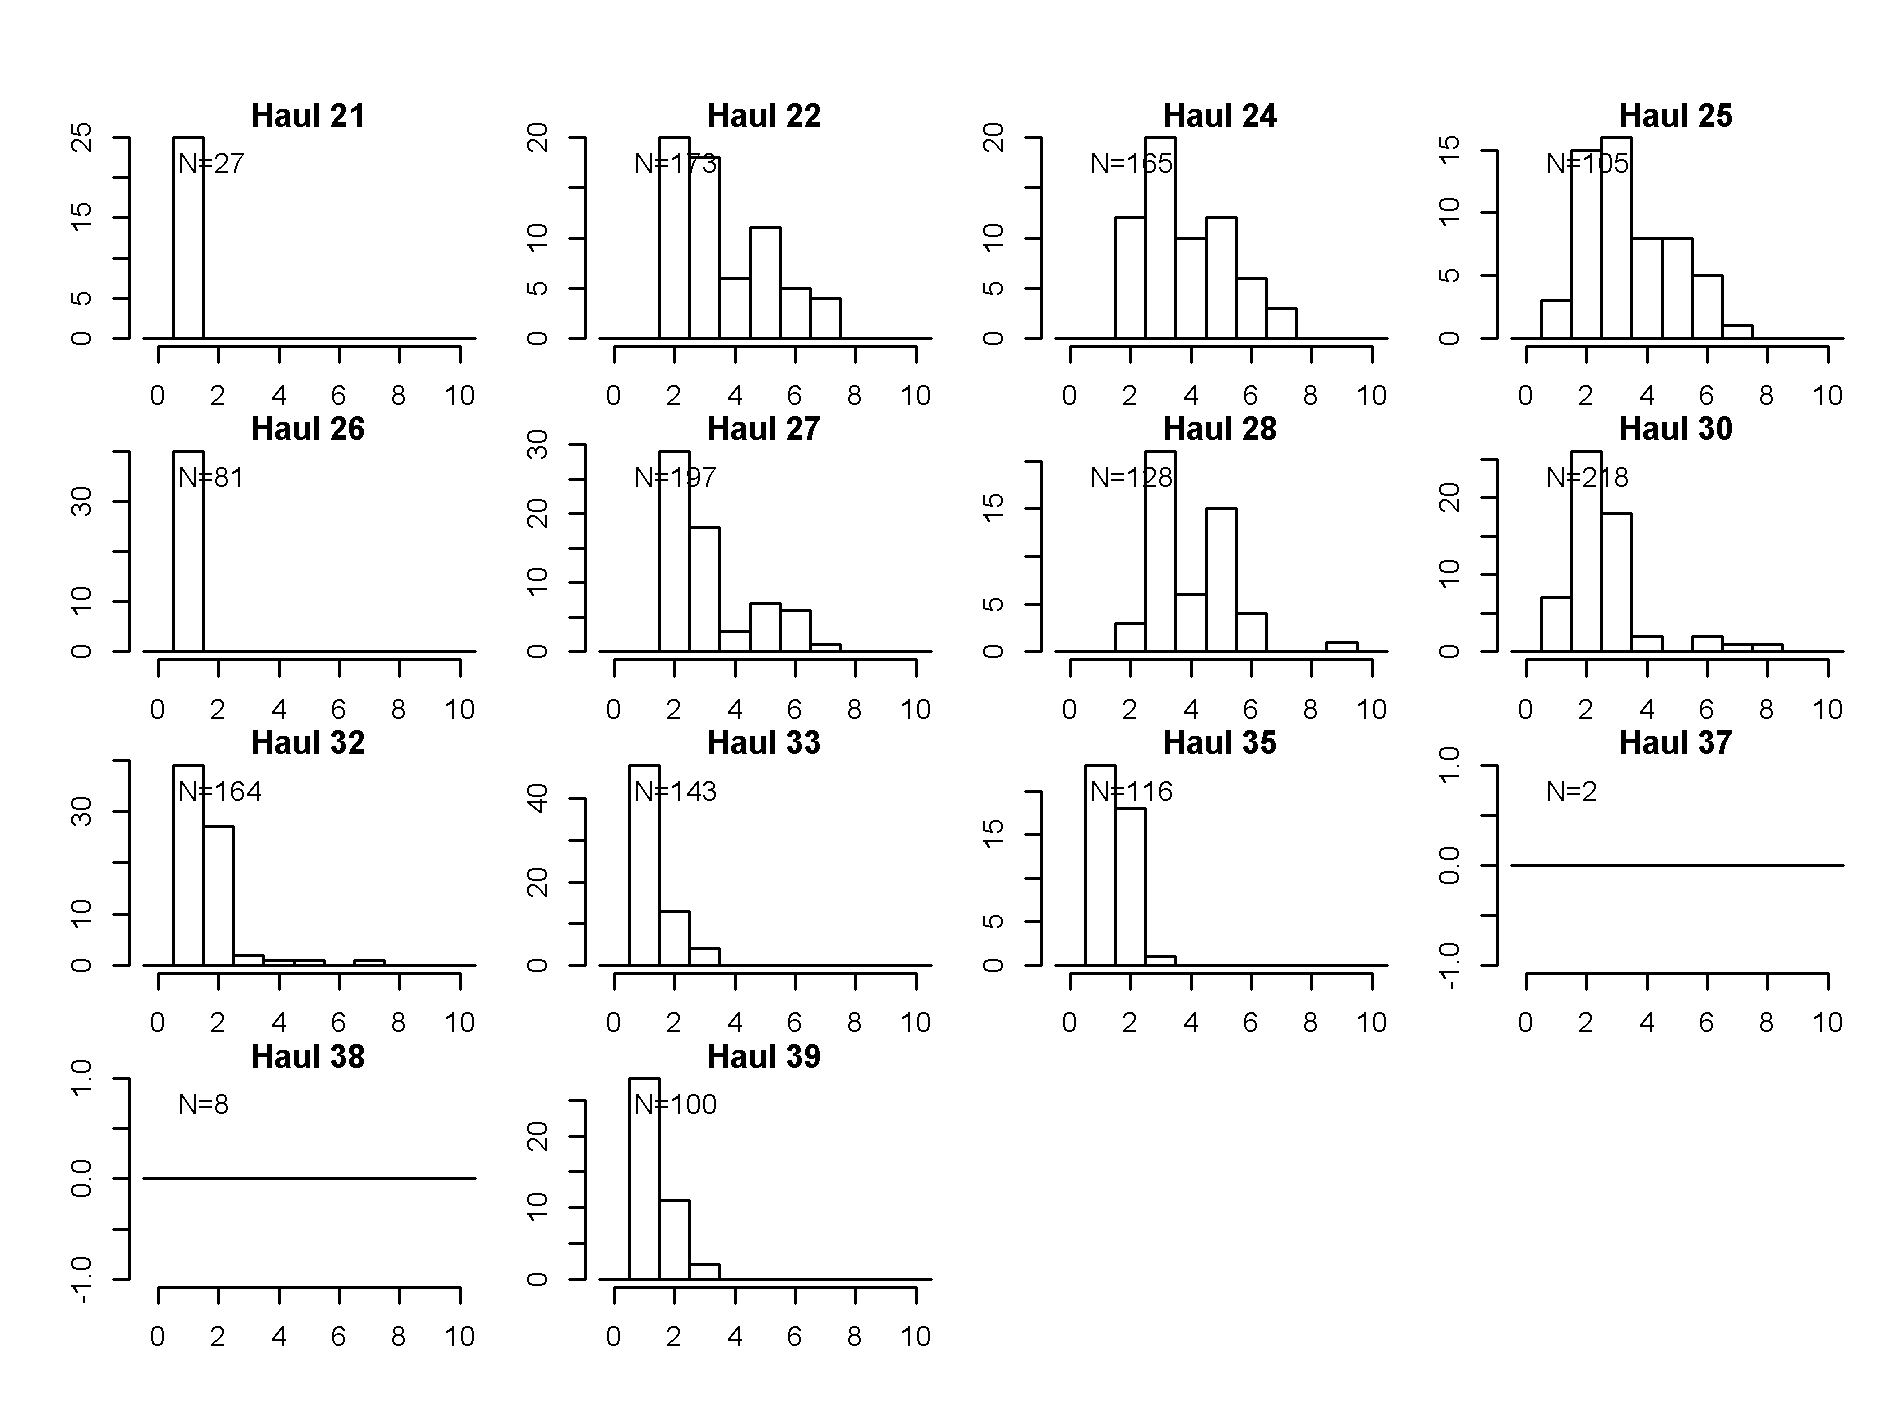 Haul 21
N=27
0 5 15 25
0 2 4 6 8 10
Haul 22
N=173
0 5 10 20
0 2 4 6 8 10
Haul 24
N=165
0 5 10 20
0 2 4 6 8 10
Haul 25
N=105
0 5 10 15
0 2 4 6 8 10
Haul 26
N=81
0 10 30
0 2 4 6 8 10
Haul 27
N=197
0 10 20 30
0 2 4 6 8 10
Haul 28
N=128
0 5 15
0 2 4 6 8 10
Haul 30
N=218
0 10 20
0 2 4 6 8 10
Haul 32
N=164
0 10 30
0 2 4 6 8 10
Haul 33
N=143
0 20 40
0 2 4 6 8 10
Haul 35
N=116
0 5 15
0 2 4 6 8 10
Haul 37
N=2
-1.0 0.0 1.0
0 2 4 6 8 10
Haul 38
N=8
-1.0 0.0 1.0
0 2 4 6 8 10
Haul 39
N=100
0 10 20
0 2 4 6 8 10